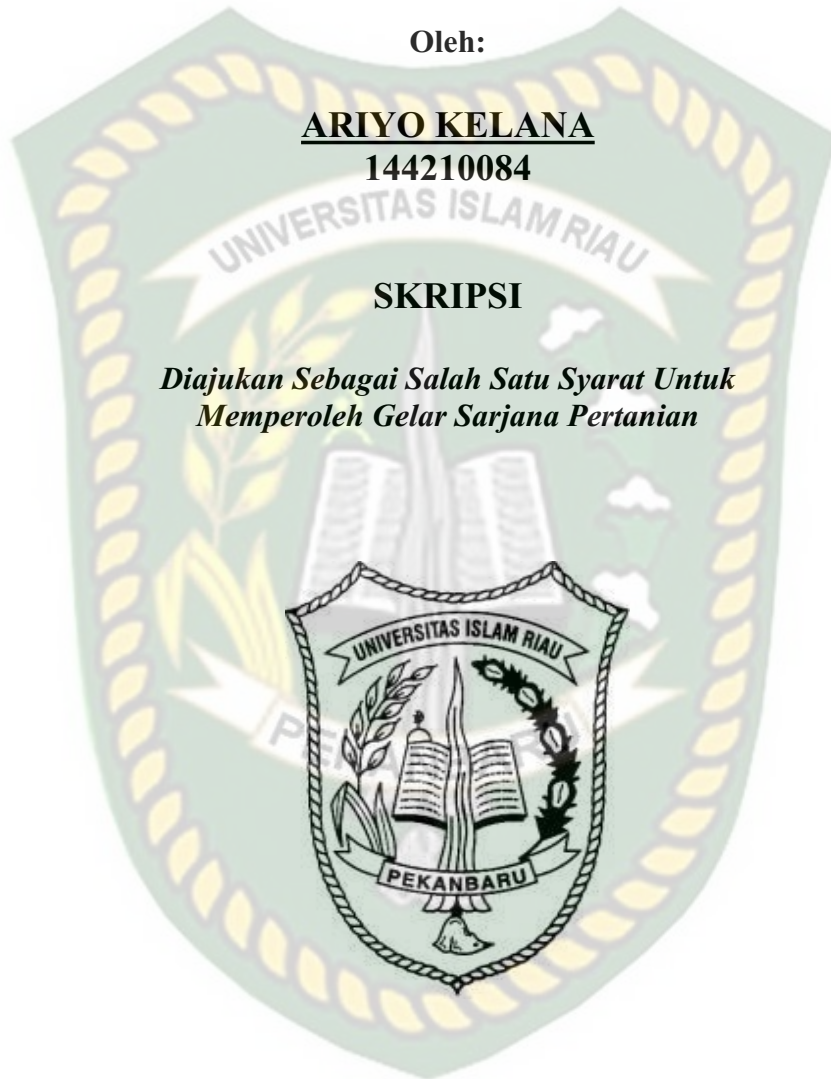 Oleh:
ARIYO KELANA
144210084
UNIVERSITAS ISLAM RIAU
SKRIPSI
Diajukan Sebagai Salah Satu Syarat Untuk
Memperoleh Gelar Sarjana Pertanian
UNIVERSITAS ISLAM RIAU
PEKANBARU
PEKANBARU